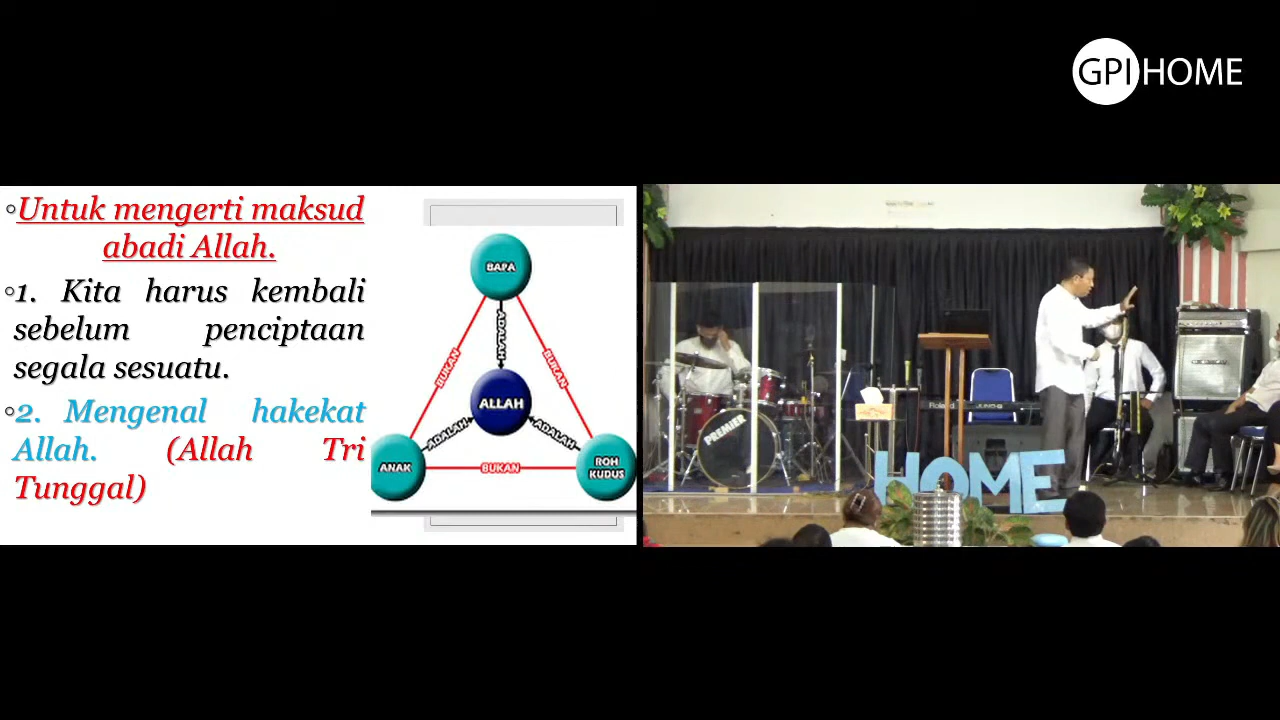 GPI HOME
◦Untuk mengerti maksud
abadi Allah.
◦1. Kita harus kembali
sebelum penciptaan
segala sesuatu.
◦2. Mengenal hakekat
Allah. (Allah Tri
Tunggal)
BAPA
BUKAN
ADALAH
BUKAN
ALLAH
ADALAH
ADALAH
ANAK
BUKAN
ROH
KUDUS
PREMIER
Roland
JUNO-G
HOME